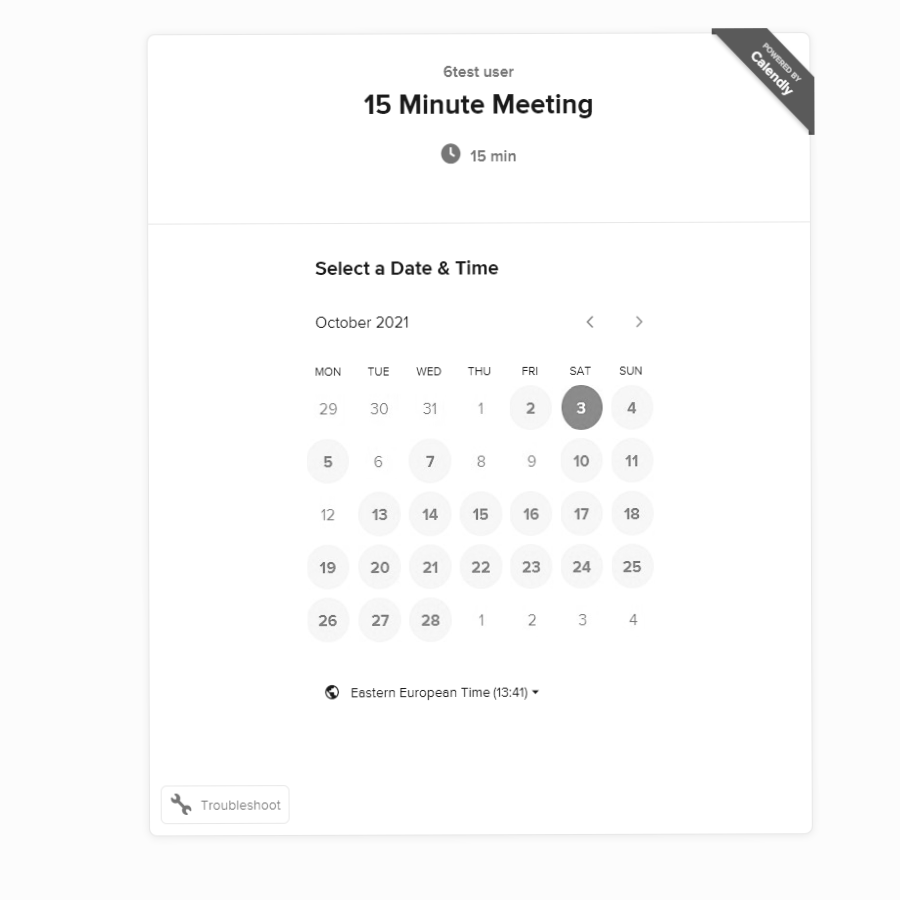 POWERED BY
Calendly
6test user
15 Minute Meeting
15 min
Select a Date & Time
October 2021
MON TUE WED THU FRI SAT SUN
29 30 31 1 2 3 4
5 6 7 8 9 10 11
12 13 14 15 16 17 18
19 20 21 22 23 24 25
26 27 28 1 2 3 4
Eastern European Time (13:41)
Troubleshoot